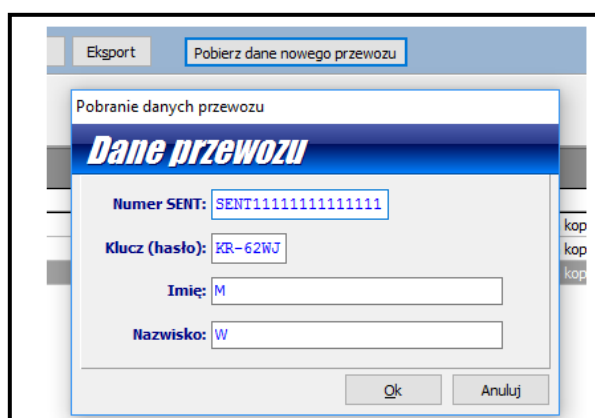 Eksport
Pobierz dane nowego przewozu
Pobranie danych przewozu
Dane przewozu
Numer SENT: SENT11111111111111
Klucz (hasło): KR-62WJ
Imię: M
Nazwisko: W
Ok
Anuluj
kop
kop
kop